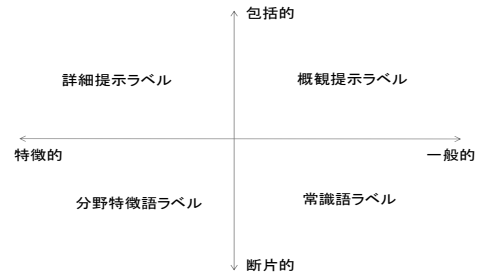 包括的
詳細提示ラベル
概観提示ラベル
特徴的
一般的
分野特徴語ラベル
常識語ラベル
断片的